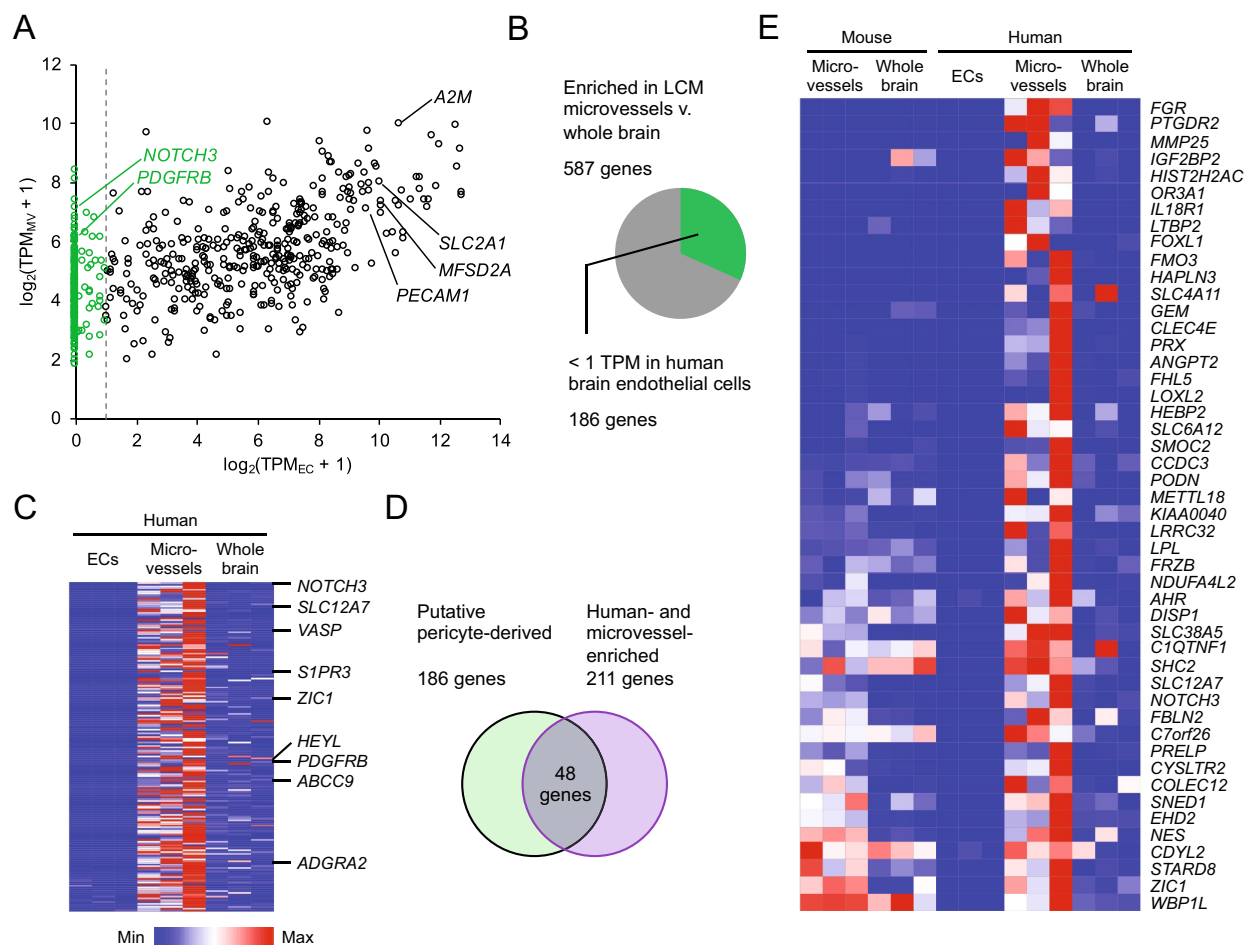 A
12
10
8
6
4
2
0
log2(TPMMV + 1)
0
2
4
6
8
10
12
14
log2(TPMEC + 1)
NOTCH3
PDGFRB
A2M
SLC2A1
MFSD2A
PECAM1
B
Enriched in LCM
microvessels v.
whole brain
587 genes
< 1 TPM in human
brain endothelial cells
186 genes
C
Human
ECs
Micro-
vessels
Whole
brain
NOTCH3
SLC12A7
VASP
S1PR3
ZIC1
HEYL
PDGFRB
ABCC9
ADGRA2
Min
Max
D
Putative
pericyte-derived
186 genes
Human- and
microvessel-
enriched
211 genes
48
genes
E
Mouse
Human
Micro-
vessels
Whole
brain
ECs
Micro-
vessels
Whole
brain
FGR
PTGDR2
MMP25
IGF2BP2
HIST2H2AC
OR3A1
IL18R1
LTBP2
FOXL1
FMO3
HAPLN3
SLC4A11
GEM
CLEC4E
PRX
ANGPT2
FHL5
LOXL2
HEBP2
SLC6A12
SMOC2
CCDC3
PODN
METTL18
KIAA0040
LRRC32
LPL
FRZB
NDUFA4L2
AHR
DISP1
SLC38A5
C1QTNF1
SHC2
SLC12A7
NOTCH3
FBLN2
C7orf26
PRELP
CYSLTR2
COLEC12
SNED1
EHD2
NES
CDYL2
STARD8
ZIC1
WBP1L